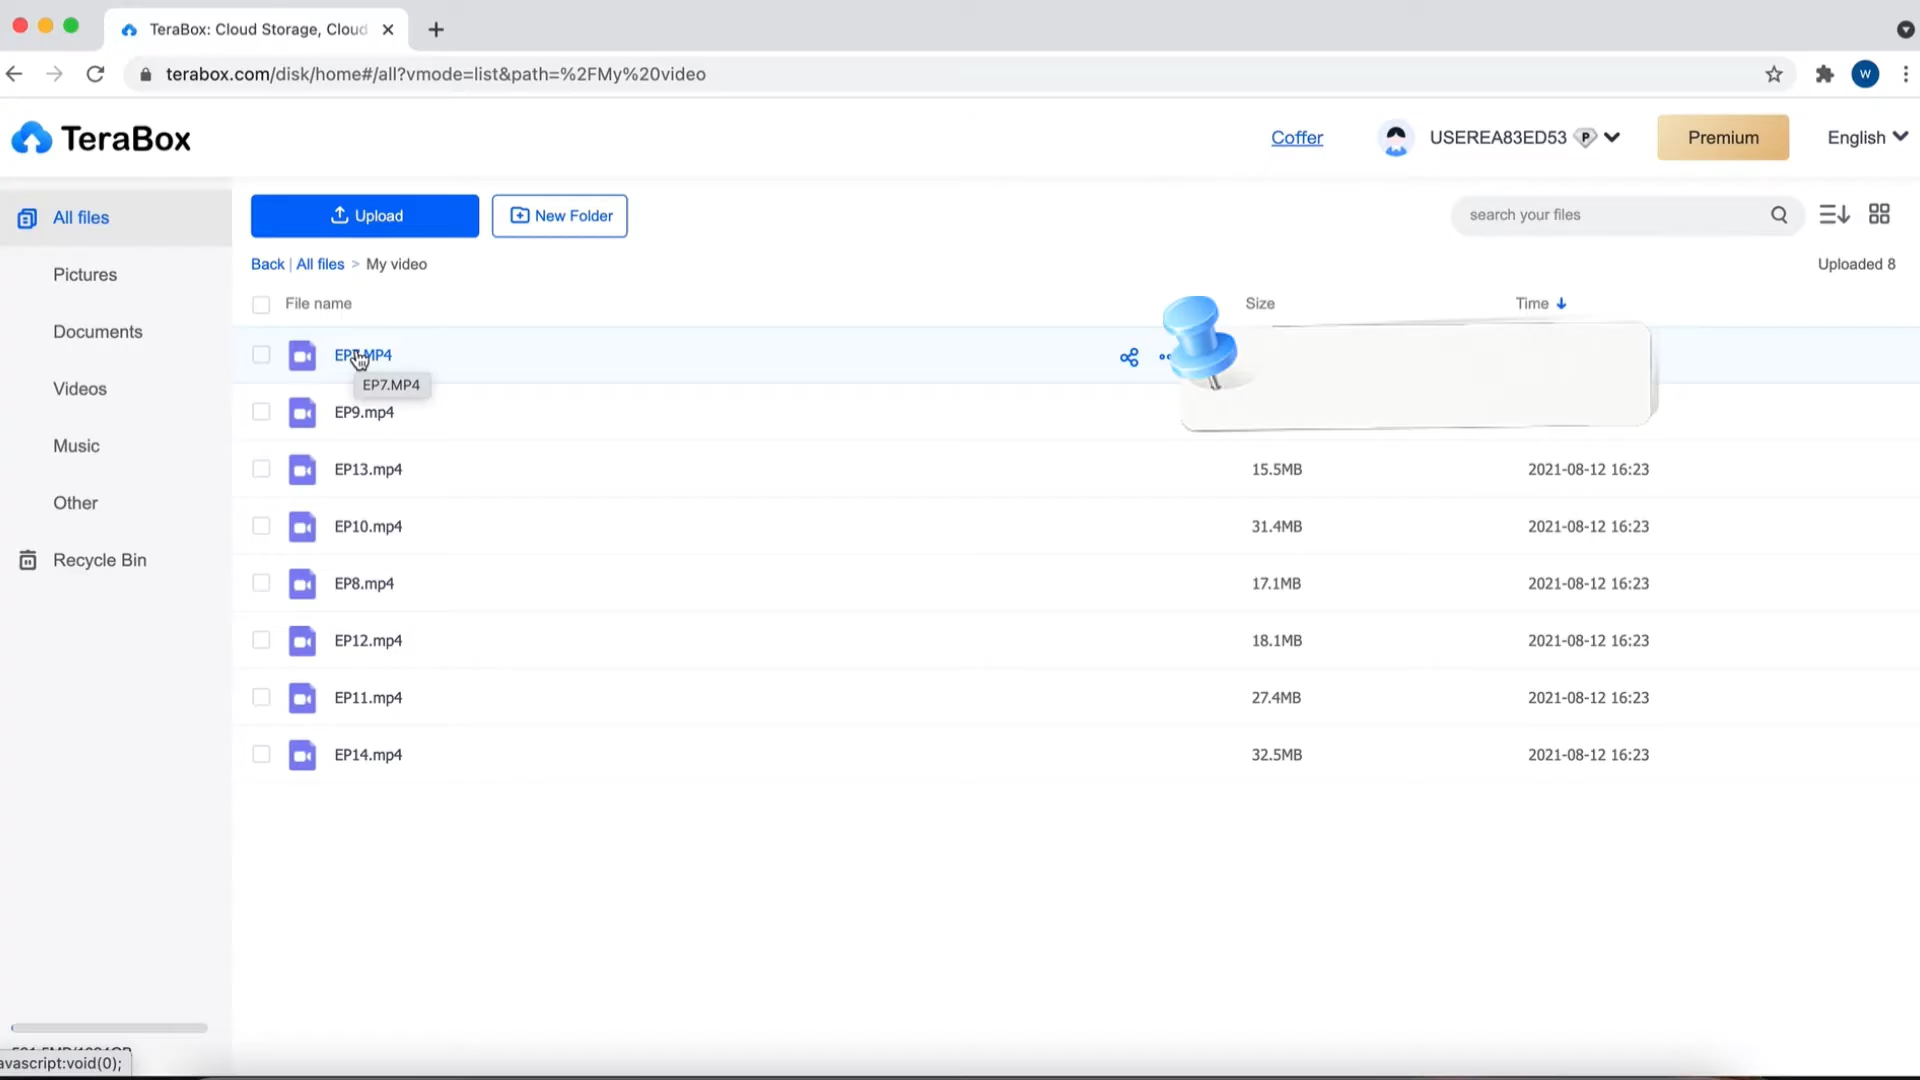 TeraBox: Cloud Storage, Cloud
terabox.com/disk/home#/all?vmode=list&path=%2FMy%20video
W
TeraBox
Coffer
USEREA83ED53
P
Premium
English
All files
Pictures
Documents
Videos
Music
Other
Recycle Bin
Upload
New Folder
search your files
Back | All files > My video
Uploaded 8
File name
Size
Time
EP7.MP4
EP7.MP4
EP9.mp4
EP13.mp4 15.5MB 2021-08-12 16:23
EP10.mp4 31.4MB 2021-08-12 16:23
EP8.mp4 17.1MB 2021-08-12 16:23
EP12.mp4 18.1MB 2021-08-12 16:23
EP11.mp4 27.4MB 2021-08-12 16:23
EP14.mp4 32.5MB 2021-08-12 16:23
avascript:void(0);